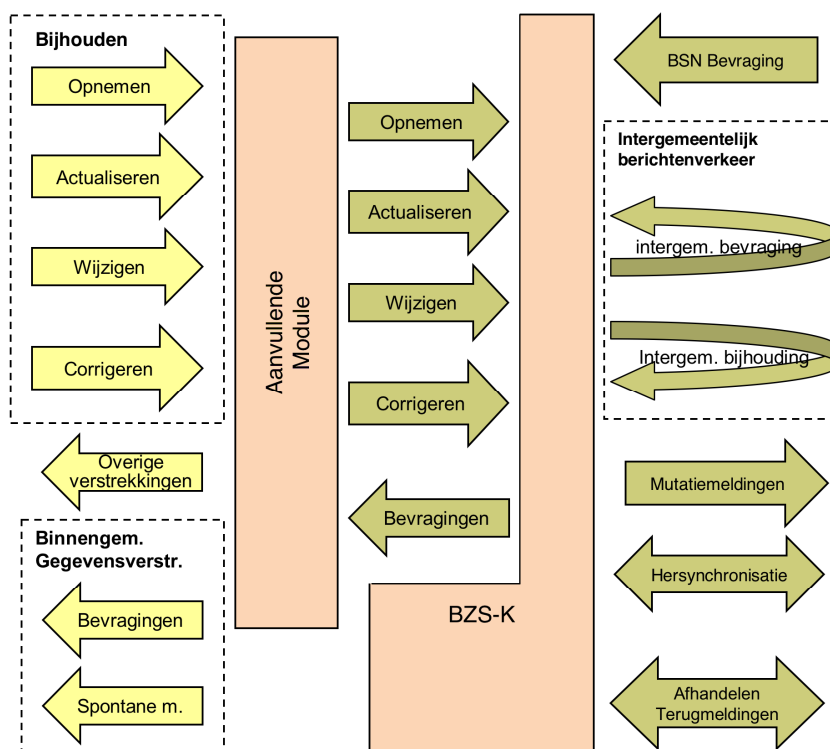 Bijhouden
Opnemen
Actualiseren
Wijzigen
Corrigeren
Overige
verstrekkingen
Binnengem.
Gegevensverstr.
Bevragingen
Spontane m.
Aanvullende
Module
Opnemen
Actualiseren
Wijzigen
Corrigeren
Bevragingen
BZS-K
BSN Bevraging
Intergemeentelijk
berichtenverkeer
intergem. bevraging
Intergem. bijhouding
Mutatiemeldingen
Hersynchronisatie
Afhandelen
Terugmeldingen